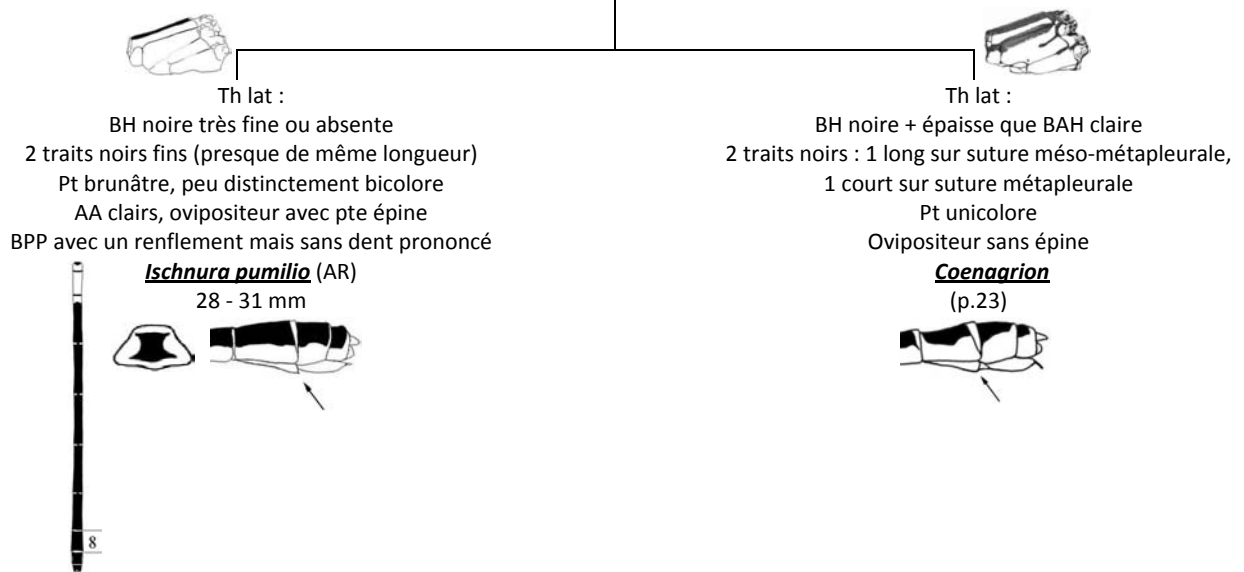 Th lat :
BH noire très fine ou absente
2 traits noirs fins (presque de même longueur)
Pt brunâtre, peu distinctement bicolore
AA clairs, ovipositeur avec pte épine
BPP avec un renflement mais sans dent prononcé
Ischnura pumilio (AR)
28 - 31 mm
8
Th lat :
BH noire + épaisse que BAH claire
2 traits noirs : 1 long sur suture méso-métapleurale,
1 court sur suture métapleurale
Pt unicolore
Ovipositeur sans épine
Coenagrion
(p.23)